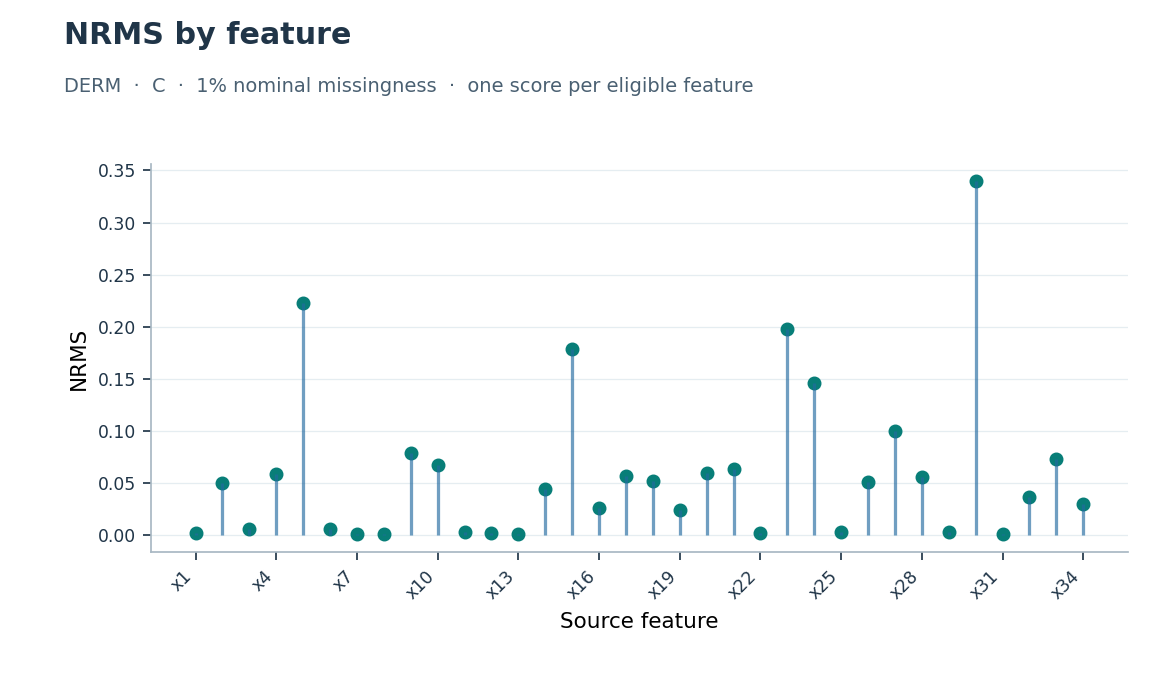 NRMS by feature
DERM · C · 1% nominal missingness · one score per eligible feature
0.35
0.30
0.25
0.20
0.15
0.10
0.05
0.00
NRMS
x1 x4 x7 x10 x13 x16 x19 x22 x25 x28 x31 x34
Source feature